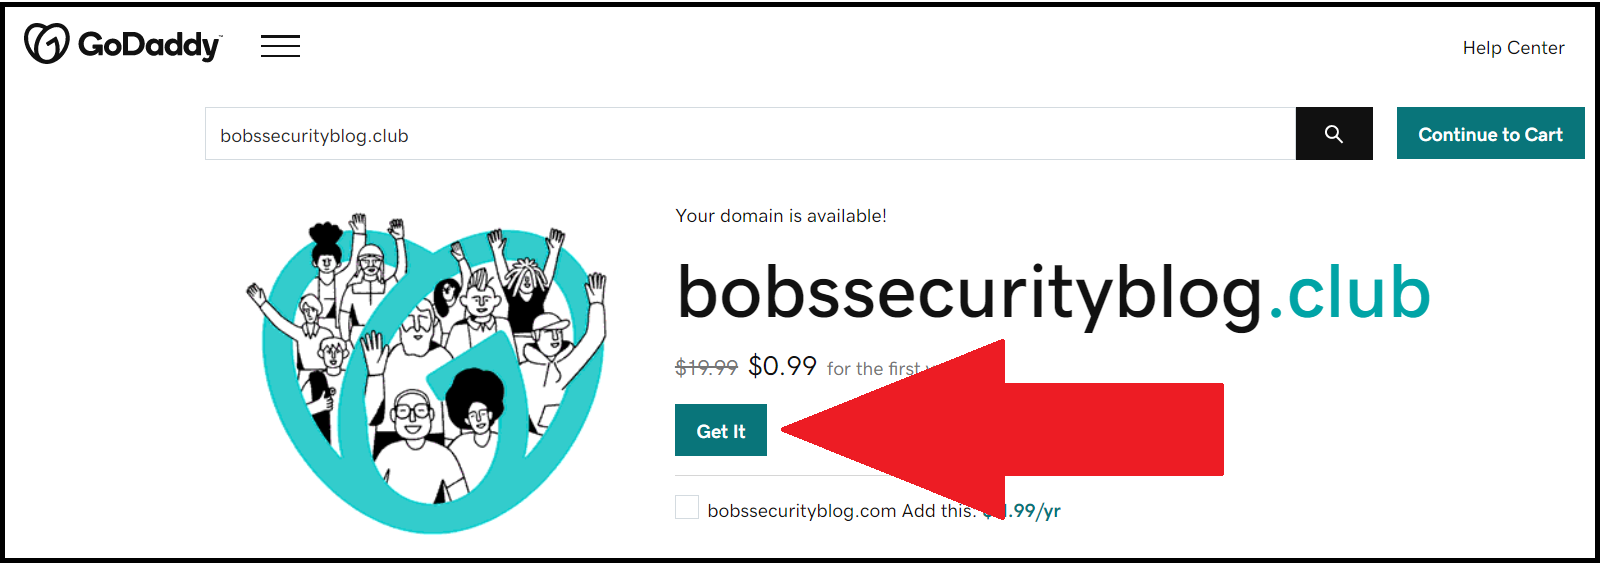 GoDaddy
Help Center
bobssecurityblog.club
Continue to Cart
Your domain is available!
bobssecurityblog.club
$19.99 $0.99 for the first
Get It
bobssecurityblog.com Add this: